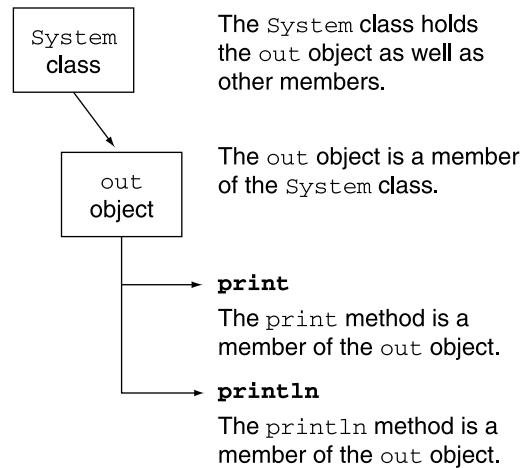 System
class
The System class holds
the out object as well as
other members.
out
object
The out object is a member
of the System class.
print
The print method is a
member of the out object.
println
The println method is a
member of the out object.